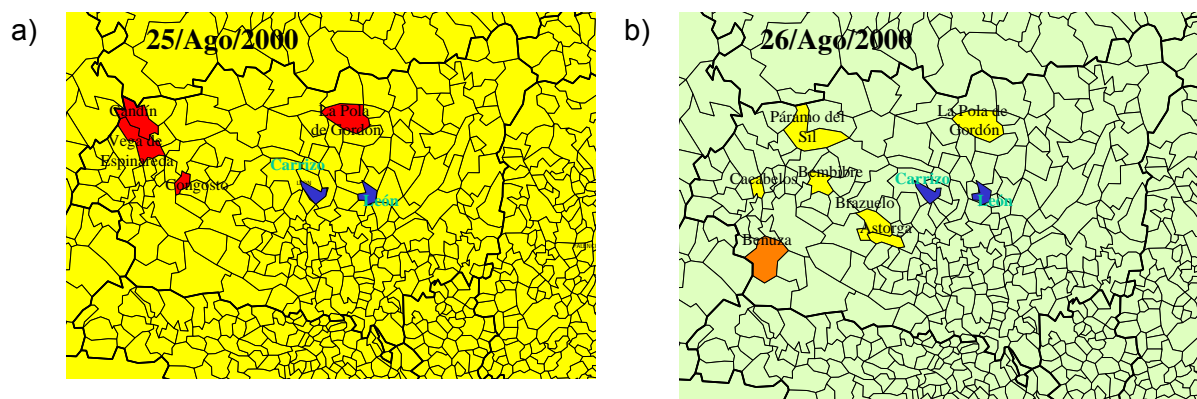 a)
25/Ago/2000
Candín
Vega de
Espinareda
Congosto
La Pola
de Gordón
Carrizo
León
b)
26/Ago/2000
Páramo del
Sil
La Pola de
Gordón
Cacabelos
Bembibre
Carrizo
León
Brazuelo
Astorga
Benuza